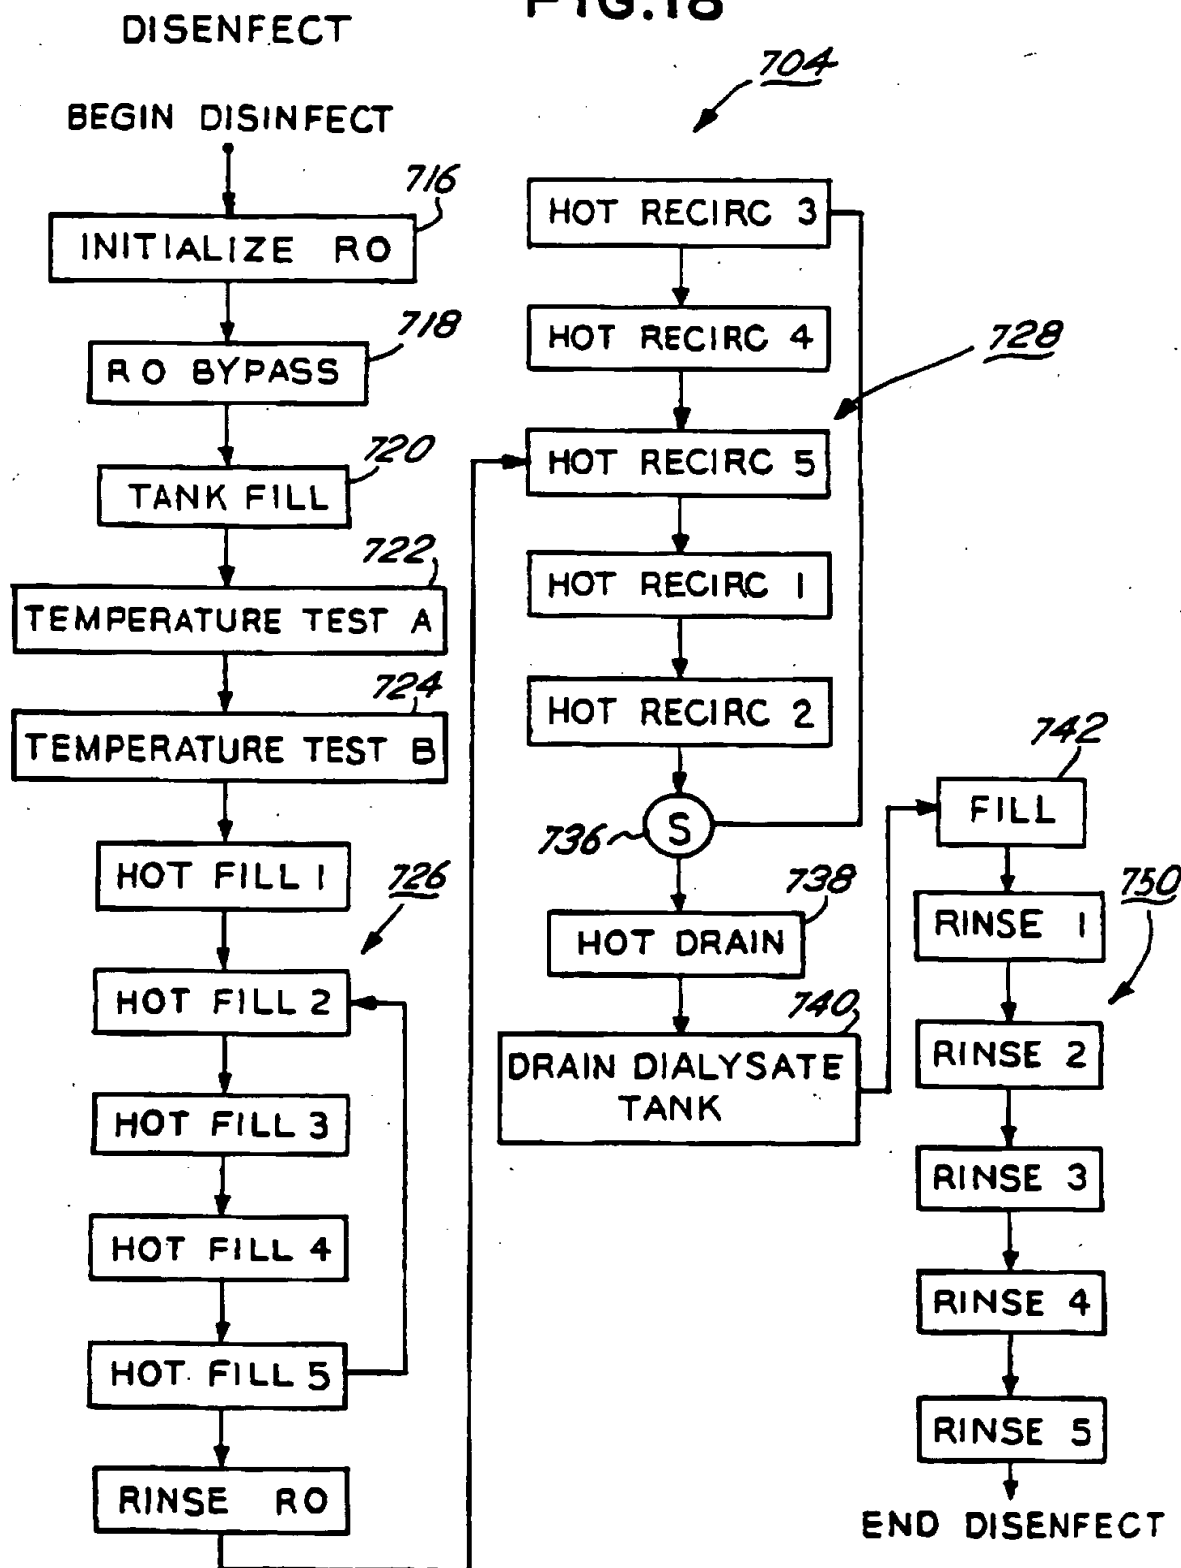 FIG.18
DISENFECT
BEGIN DISINFECT
716
INITIALIZE RO
718
RO BYPASS
720
TANK FILL
722
TEMPERATURE TEST A
724
TEMPERATURE TEST B
HOT FILL 1
726
HOT FILL 2
HOT FILL 3
HOT FILL 4
HOT FILL 5
RINSE RO
704
HOT RECIRC 3
HOT RECIRC 4
728
HOT RECIRC 5
HOT RECIRC 1
HOT RECIRC 2
736
S
738
HOT DRAIN
740
DRAIN DIALYSATE
TANK
742
FILL
750
RINSE 1
RINSE 2
RINSE 3
RINSE 4
RINSE 5
END DISENFECT